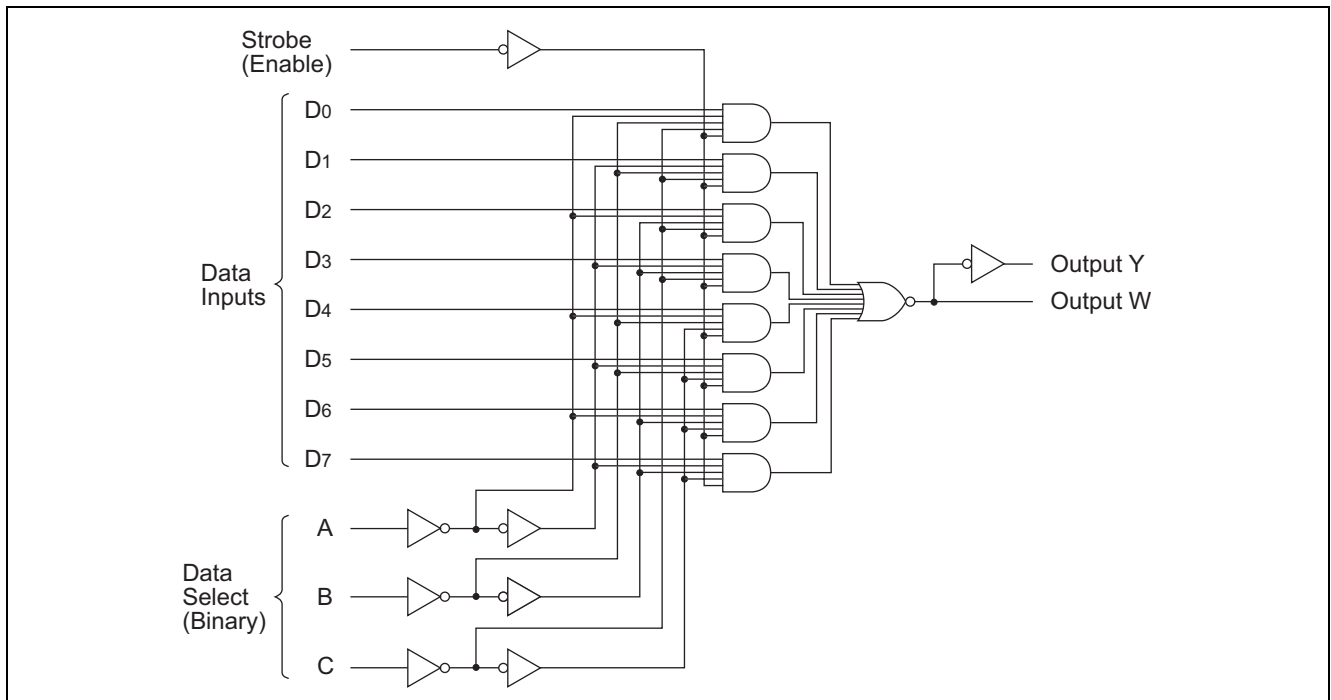 Strobe
(Enable)
D0
D1
D2
D3
D4
D5
D6
D7
Data
Inputs
Output Y
Output W
A
B
C
Data
Select
(Binary)